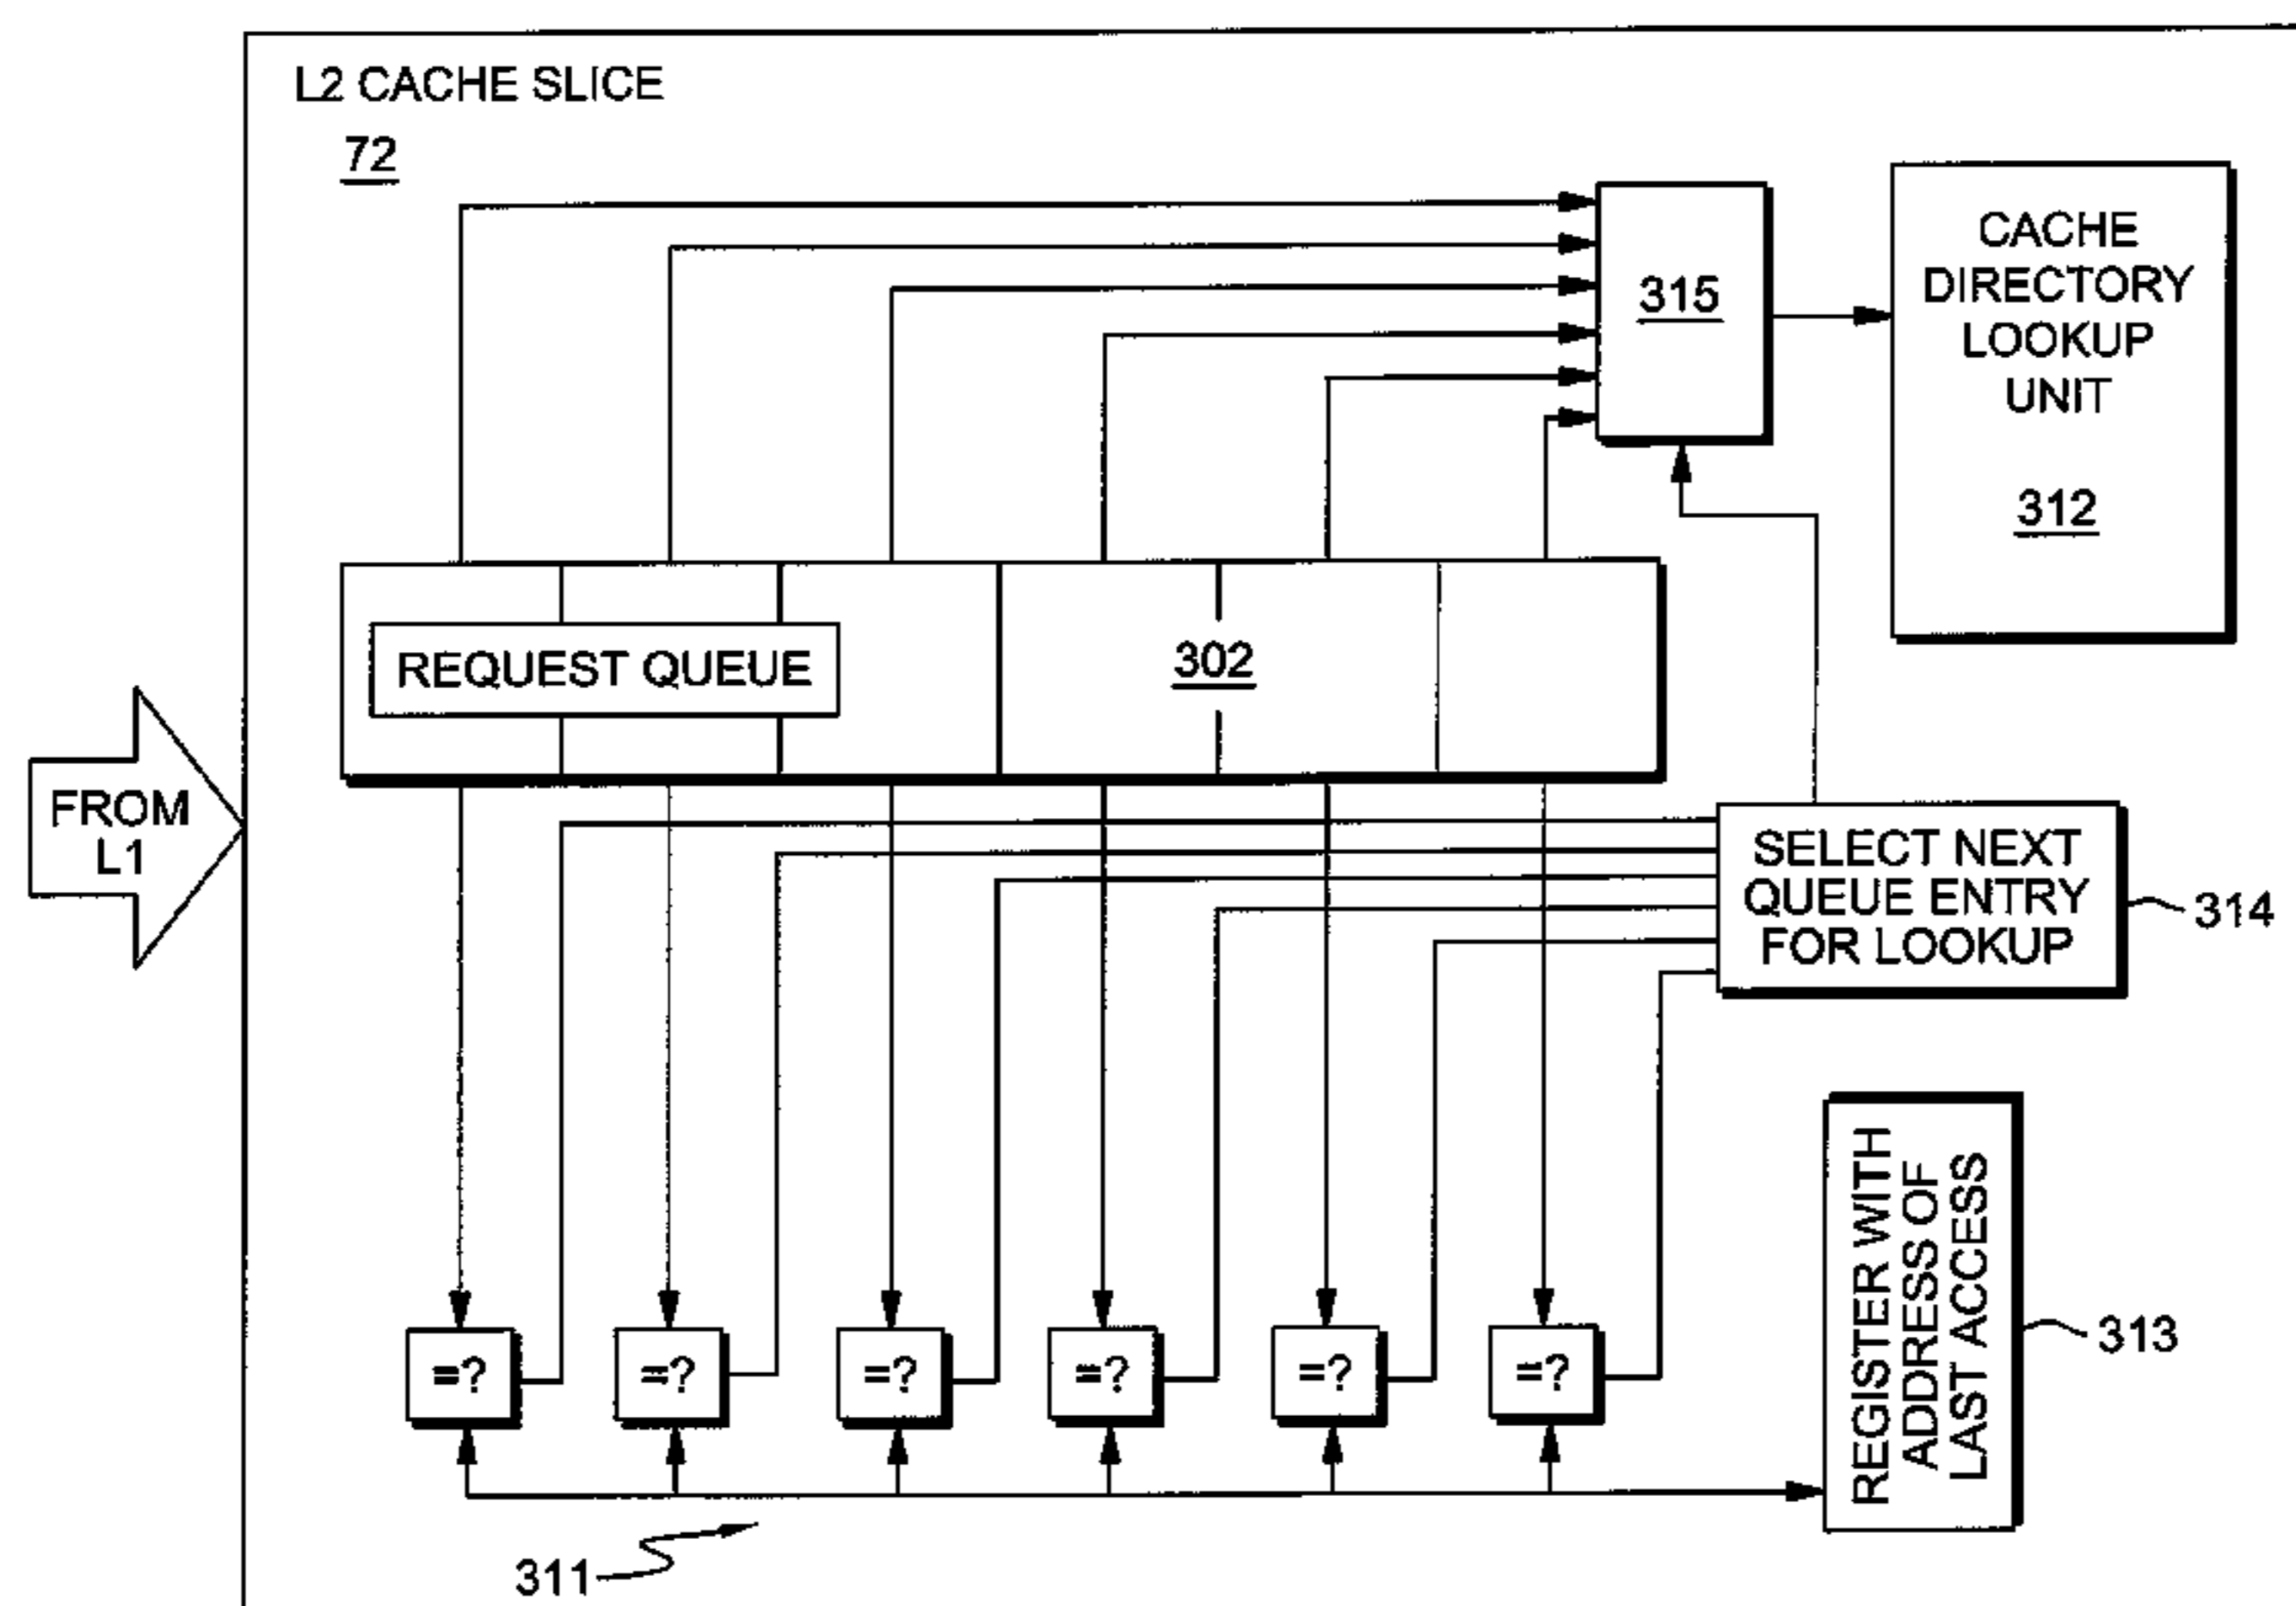 L2 CACHE SLICE
72
315
CACHE
DIRECTORY
LOOKUP
UNIT
312
REQUEST QUEUE
302
FROM
L1
SELECT NEXT
QUEUE ENTRY
FOR LOOKUP
314
=?
=?
=?
=?
=?
=?
REGISTER WITH
ADDRESS OF
LAST ACCESS
313
311